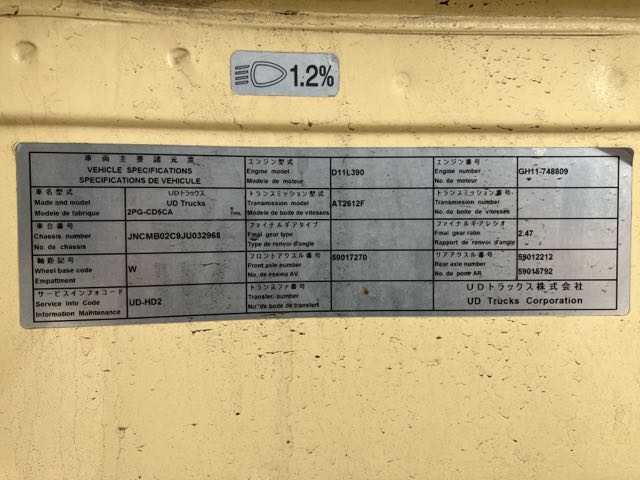 1.2%
車両主要諸元票
VEHICLE SPECIFICATIONS
SPECIFICATIONS DE VEHICULE
エンジン型式
Engine model
Modele de moteur
D11L390
エンジン番号
Engine number
No. de moteur
GH11-748809
車名型式
Made and model
Modele de fabrique
UDトラックス
UD Trucks
2PG-CD5CA
トランスミッション型式
Transmission model
Modele de boite de vitesses
AT2612F
トランスミッション番号
Transmission number
No. de boite de vitesses
車台番号
Chassis number
No. de chassis
JNCMB02C9JU032968
ファイナルギアタイプ
Final gear type
Type de renvoi d'angle
ファイナルギアレシオ
Final gear ratio
Rapport de renvoi d'angle
2.47
軸距記号
Wheel base code
Empattment
W
フロントアクスル番号
Front axle number
No. de essieu AV.
59017270
リアアクスル番号
Rear axle number
No. de pont AR.
59012212
59015792
サービスインフォコード
Service Info Code
Information Maintenance
UD-HD2
トランスファ番号
Transfer. number
No. de boite de transfert
UDトラックス株式会社
UD Trucks Corporation